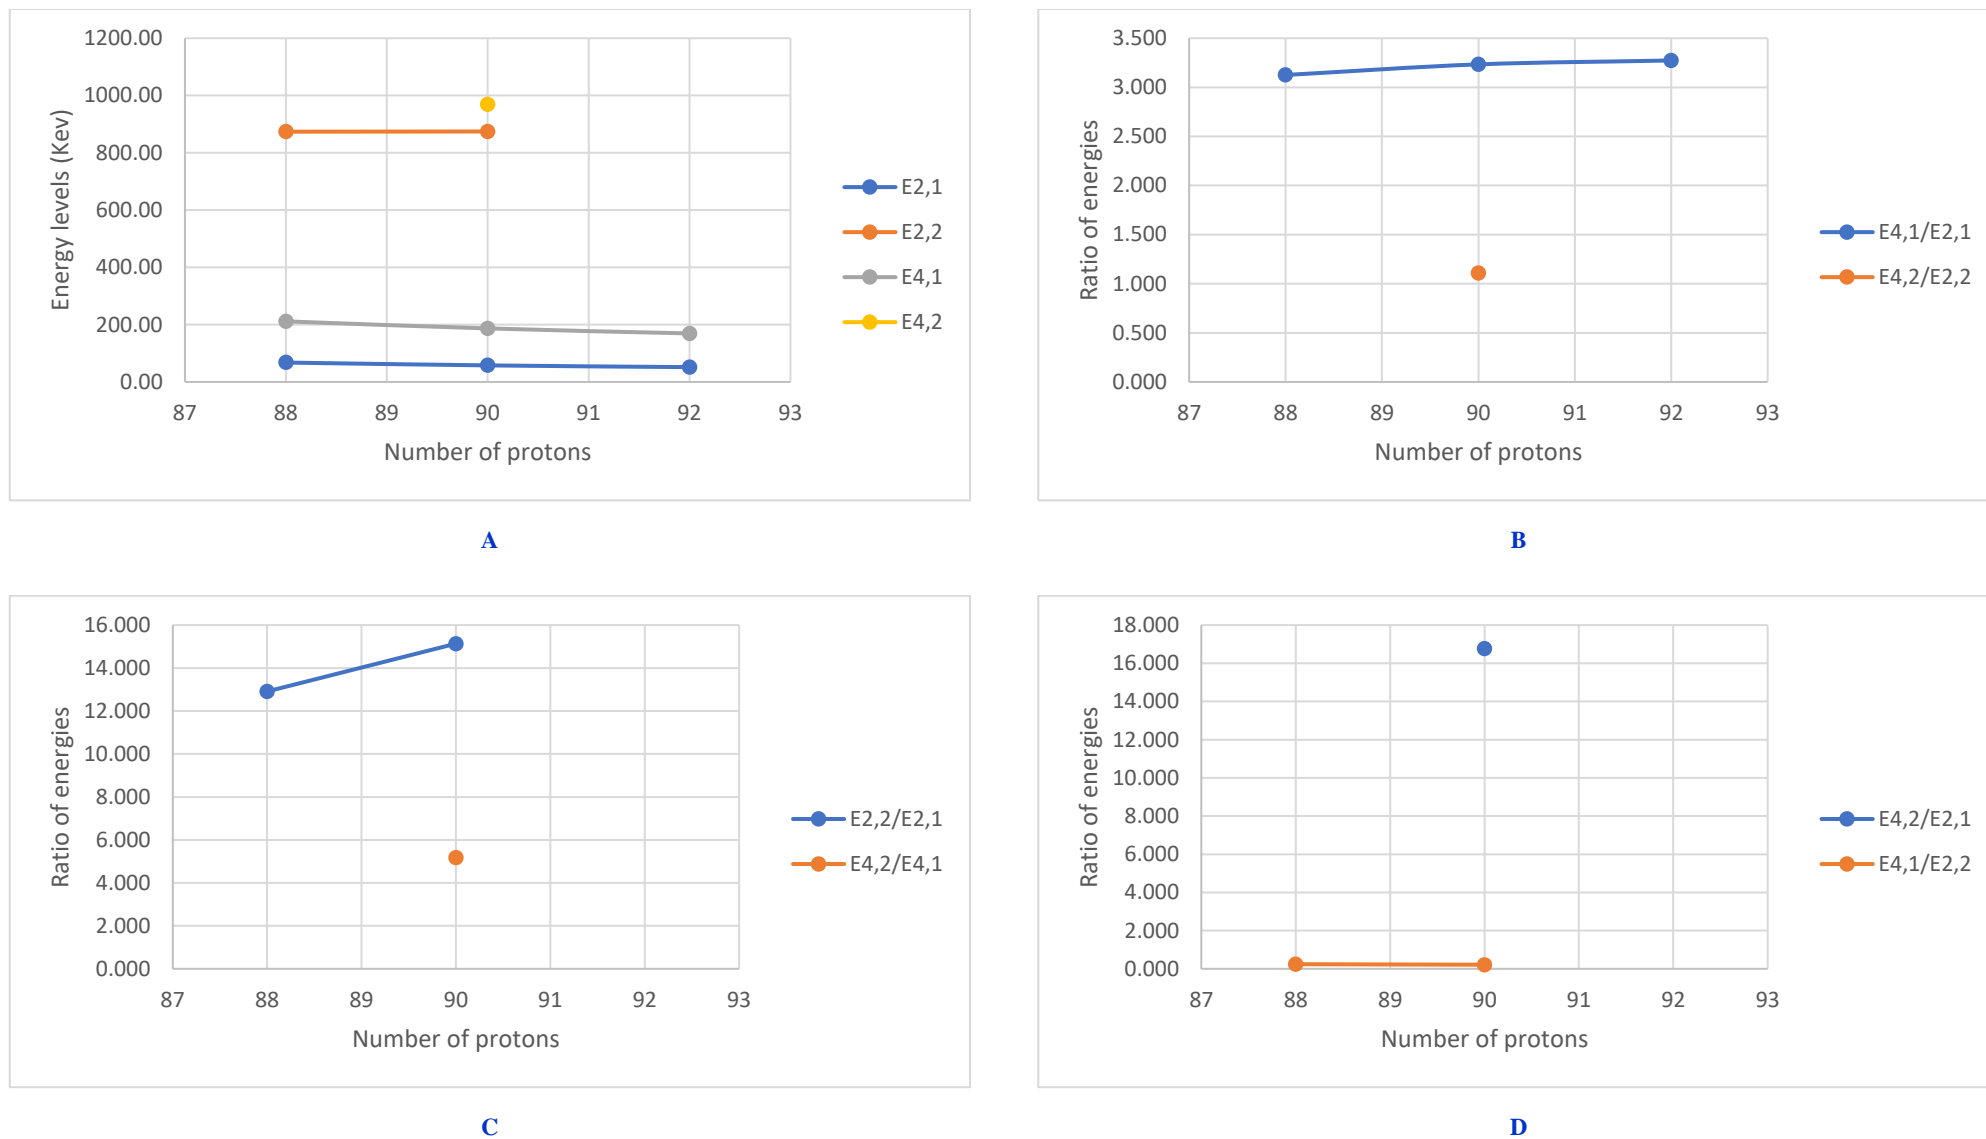 1200.00
1000.00
800.00
600.00
400.00
200.00
0.00
87 88 89 90 91 92 93
Energy levels (Kev)
Number of protons
E2,1
E2,2
E4,1
E4,2
A
3.500
3.000
2.500
2.000
1.500
1.000
0.500
0.000
87 88 89 90 91 92 93
Ratio of energies
Number of protons
E4,1/E2,1
E4,2/E2,2
B
16.000
14.000
12.000
10.000
8.000
6.000
4.000
2.000
0.000
87 88 89 90 91 92 93
Ratio of energies
Number of protons
E2,2/E2,1
E4,2/E4,1
C
18.000
16.000
14.000
12.000
10.000
8.000
6.000
4.000
2.000
0.000
87 88 89 90 91 92 93
Ratio of energies
Number of protons
E4,2/E2,1
E4,1/E2,2
D